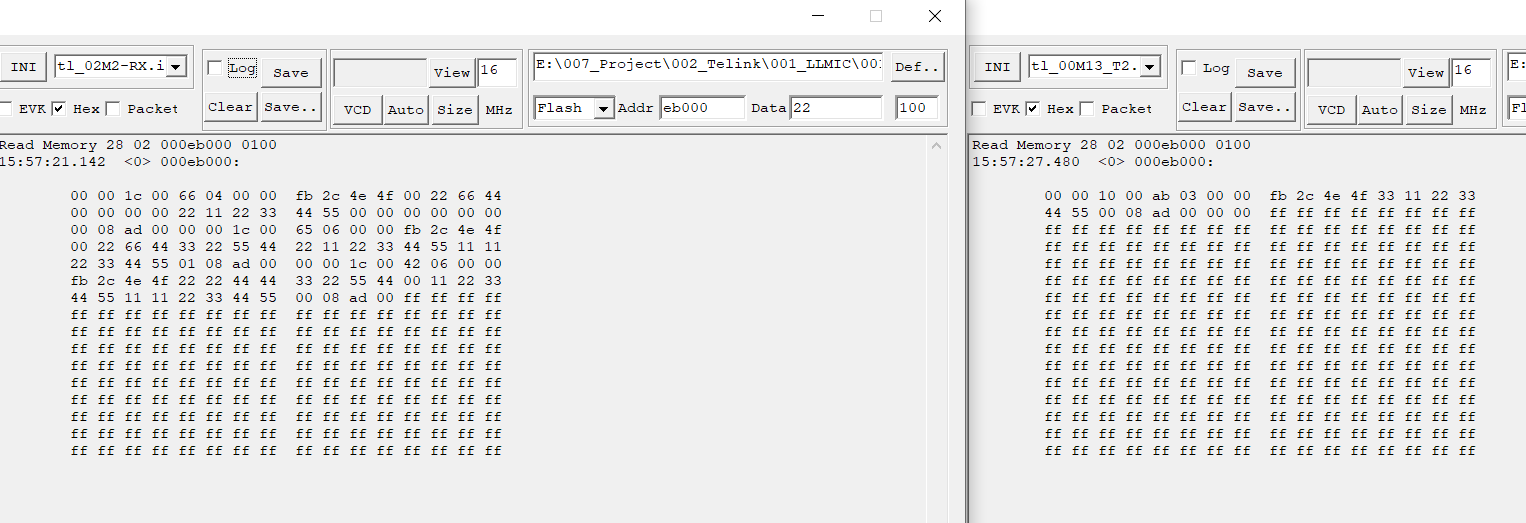 INI tl_02M2-RX.i Log Save View 16 E:\007_Project\002_Telink\001_LLMIC\00 Def..
EVK Hex Packet Clear Save.. VCD Auto Size MHz Flash Addr eb000 Data 22 100
Read Memory 28 02 000eb000 0100
15:57:21.142 <0> 000eb000:
00 00 1c 00 66 04 00 00 fb 2c 4e 4f 00 22 66 44
00 00 00 00 22 11 22 33 44 55 00 00 00 00 00 00
00 08 ad 00 00 00 1c 00 65 06 00 00 fb 2c 4e 4f
00 22 66 44 33 22 55 44 22 11 22 33 44 55 11 11
22 33 44 55 01 08 ad 00 00 00 1c 00 42 06 00 00
fb 2c 4e 4f 22 22 44 44 33 22 55 44 00 11 22 33
44 55 11 11 22 33 44 55 00 08 ad 00 ff ff ff ff
ff ff ff ff ff ff ff ff ff ff ff ff ff ff ff ff
ff ff ff ff ff ff ff ff ff ff ff ff ff ff ff ff
ff ff ff ff ff ff ff ff ff ff ff ff ff ff ff ff
ff ff ff ff ff ff ff ff ff ff ff ff ff ff ff ff
ff ff ff ff ff ff ff ff ff ff ff ff ff ff ff ff
ff ff ff ff ff ff ff ff ff ff ff ff ff ff ff ff
ff ff ff ff ff ff ff ff ff ff ff ff ff ff ff ff
ff ff ff ff ff ff ff ff ff ff ff ff ff ff ff ff
ff ff ff ff ff ff ff ff ff ff ff ff ff ff ff ff
INI tl_00M13_T2. Log Save View 16 E:
EVK Hex Packet Clear Save.. VCD Auto Size MHz Fl
Read Memory 28 02 000eb000 0100
15:57:27.480 <0> 000eb000:
00 00 10 00 ab 03 00 00 fb 2c 4e 4f 33 11 22 33
44 55 00 08 ad 00 00 00 ff ff ff ff ff ff ff ff
ff ff ff ff ff ff ff ff ff ff ff ff ff ff ff ff
ff ff ff ff ff ff ff ff ff ff ff ff ff ff ff ff
ff ff ff ff ff ff ff ff ff ff ff ff ff ff ff ff
ff ff ff ff ff ff ff ff ff ff ff ff ff ff ff ff
ff ff ff ff ff ff ff ff ff ff ff ff ff ff ff ff
ff ff ff ff ff ff ff ff ff ff ff ff ff ff ff ff
ff ff ff ff ff ff ff ff ff ff ff ff ff ff ff ff
ff ff ff ff ff ff ff ff ff ff ff ff ff ff ff ff
ff ff ff ff ff ff ff ff ff ff ff ff ff ff ff ff
ff ff ff ff ff ff ff ff ff ff ff ff ff ff ff ff
ff ff ff ff ff ff ff ff ff ff ff ff ff ff ff ff
ff ff ff ff ff ff ff ff ff ff ff ff ff ff ff ff
ff ff ff ff ff ff ff ff ff ff ff ff ff ff ff ff
ff ff ff ff ff ff ff ff ff ff ff ff ff ff ff ff